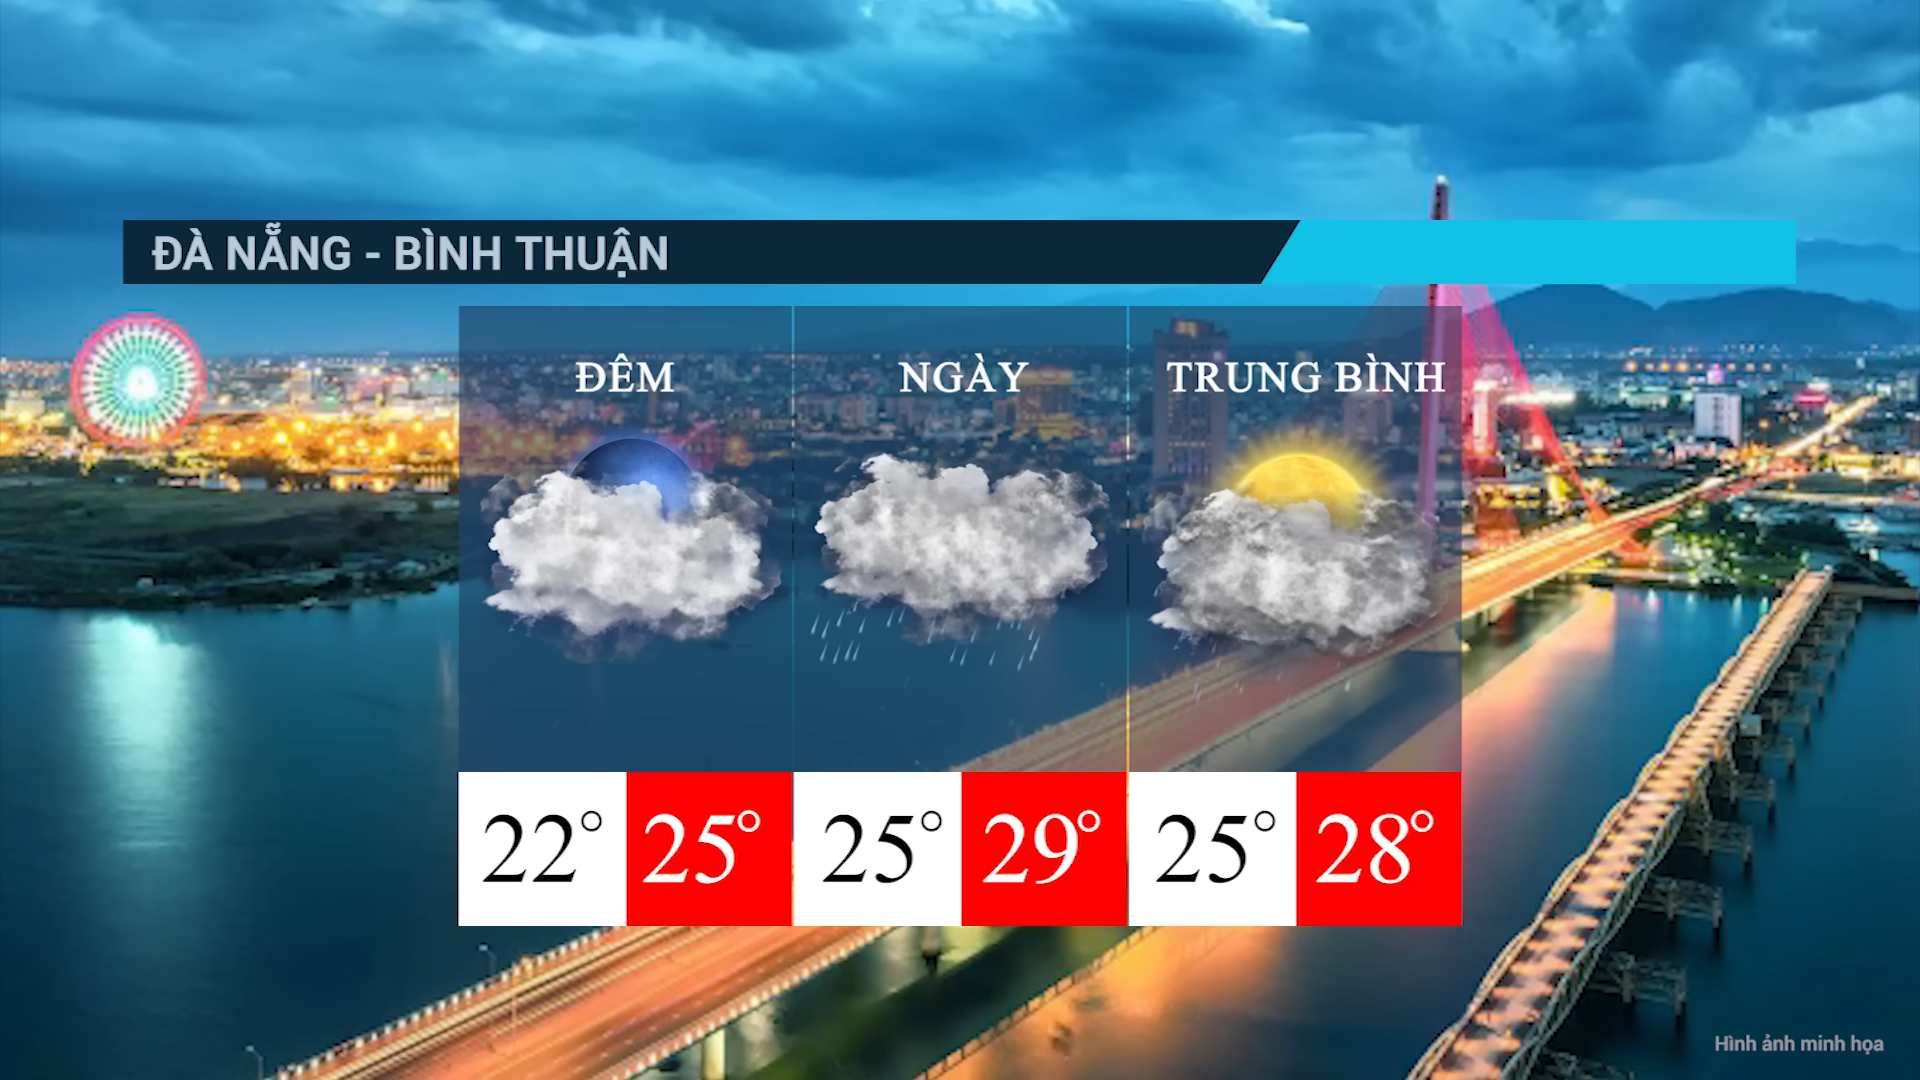 ĐÀ NẴNG - BÌNH THUẬN
ĐÊM
NGÀY
TRUNG BÌNH
22° 25° 25° 29° 25° 28°
Hình ảnh minh họa